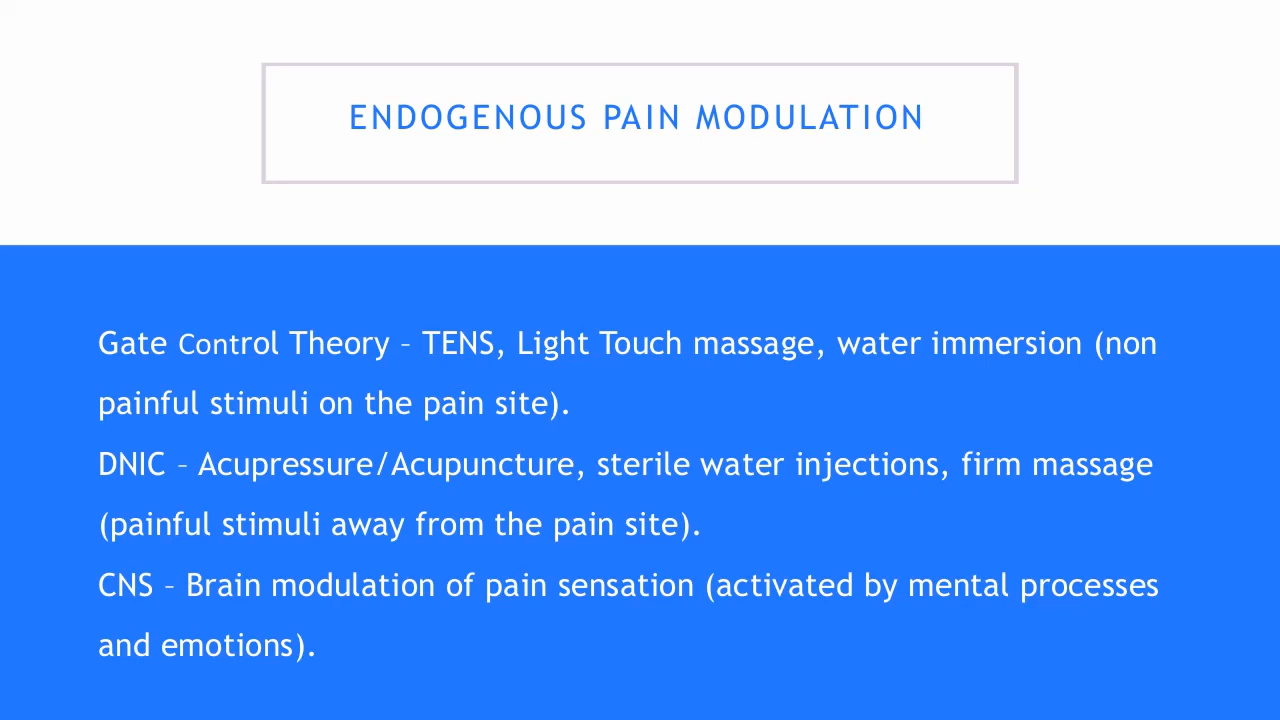 ENDOGENOUS PAIN MODULATION
Gate Control Theory – TENS, Light Touch massage, water immersion (non
painful stimuli on the pain site).
DNIC – Acupressure/Acupuncture, sterile water injections, firm massage
(painful stimuli away from the pain site).
CNS – Brain modulation of pain sensation (activated by mental processes
and emotions).